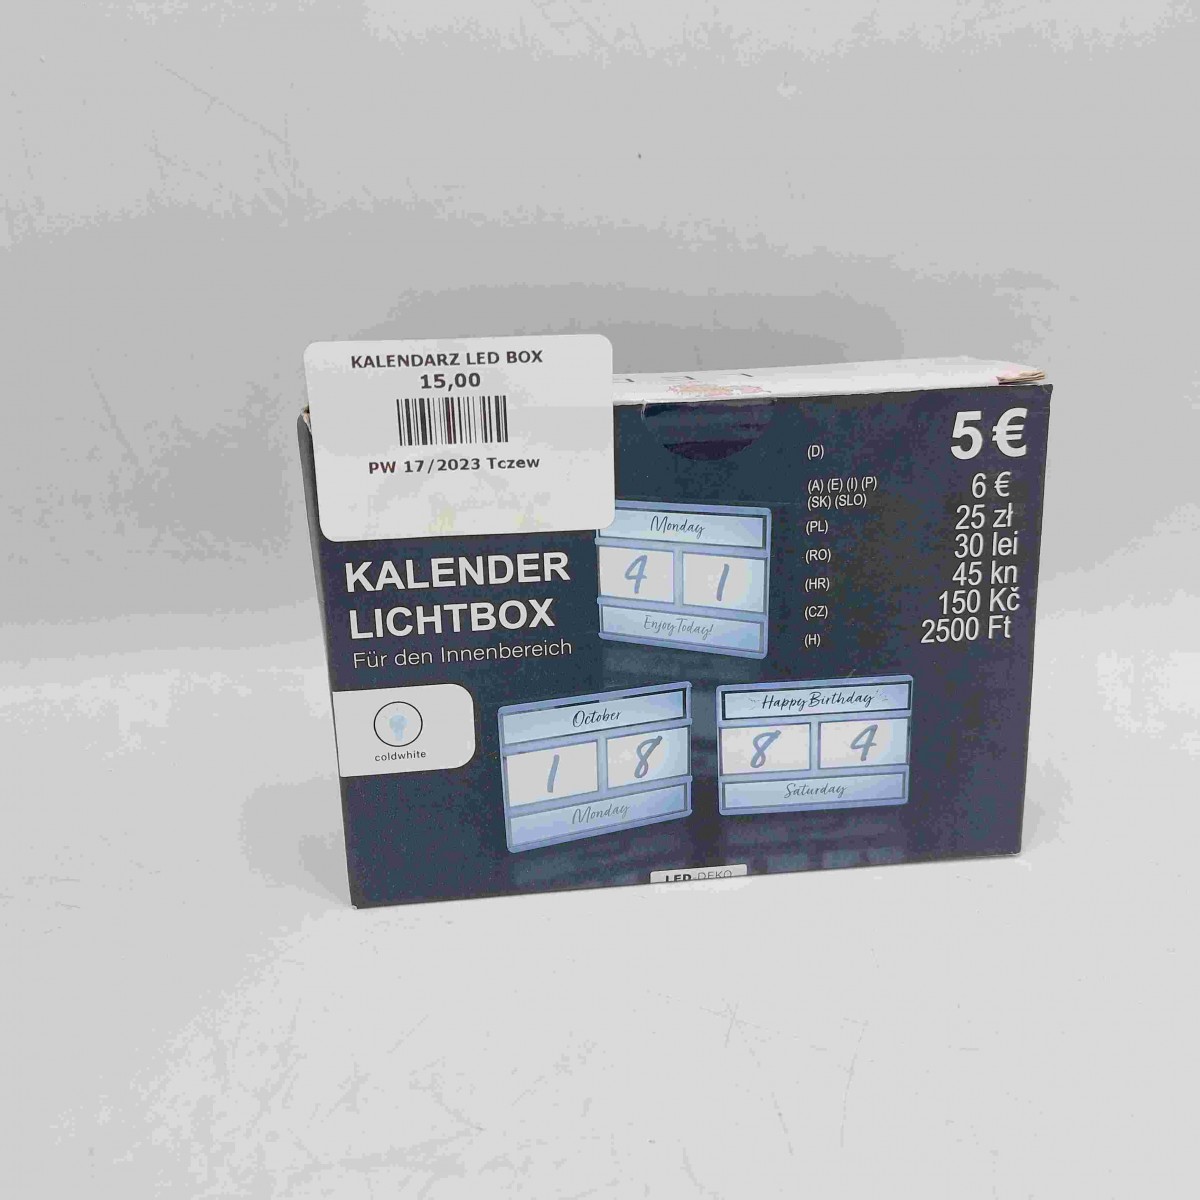 KALENDARZ LED BOX
15,00
PW 17/2023 Tczew
KALENDER
LICHTBOX
Für den Innenbereich
coldwhite
Monday
4 1
Enjoy Today!
October
1 8
Monday
Happy Birthday
8 4
Saturday
(D) 5 €
(A) (E) (I) (P)
(SK) (SLO) 6 €
(PL) 25 zł
(RO) 30 lei
(HR) 45 kn
(CZ) 150 Kč
(H) 2500 Ft
LED DEKO